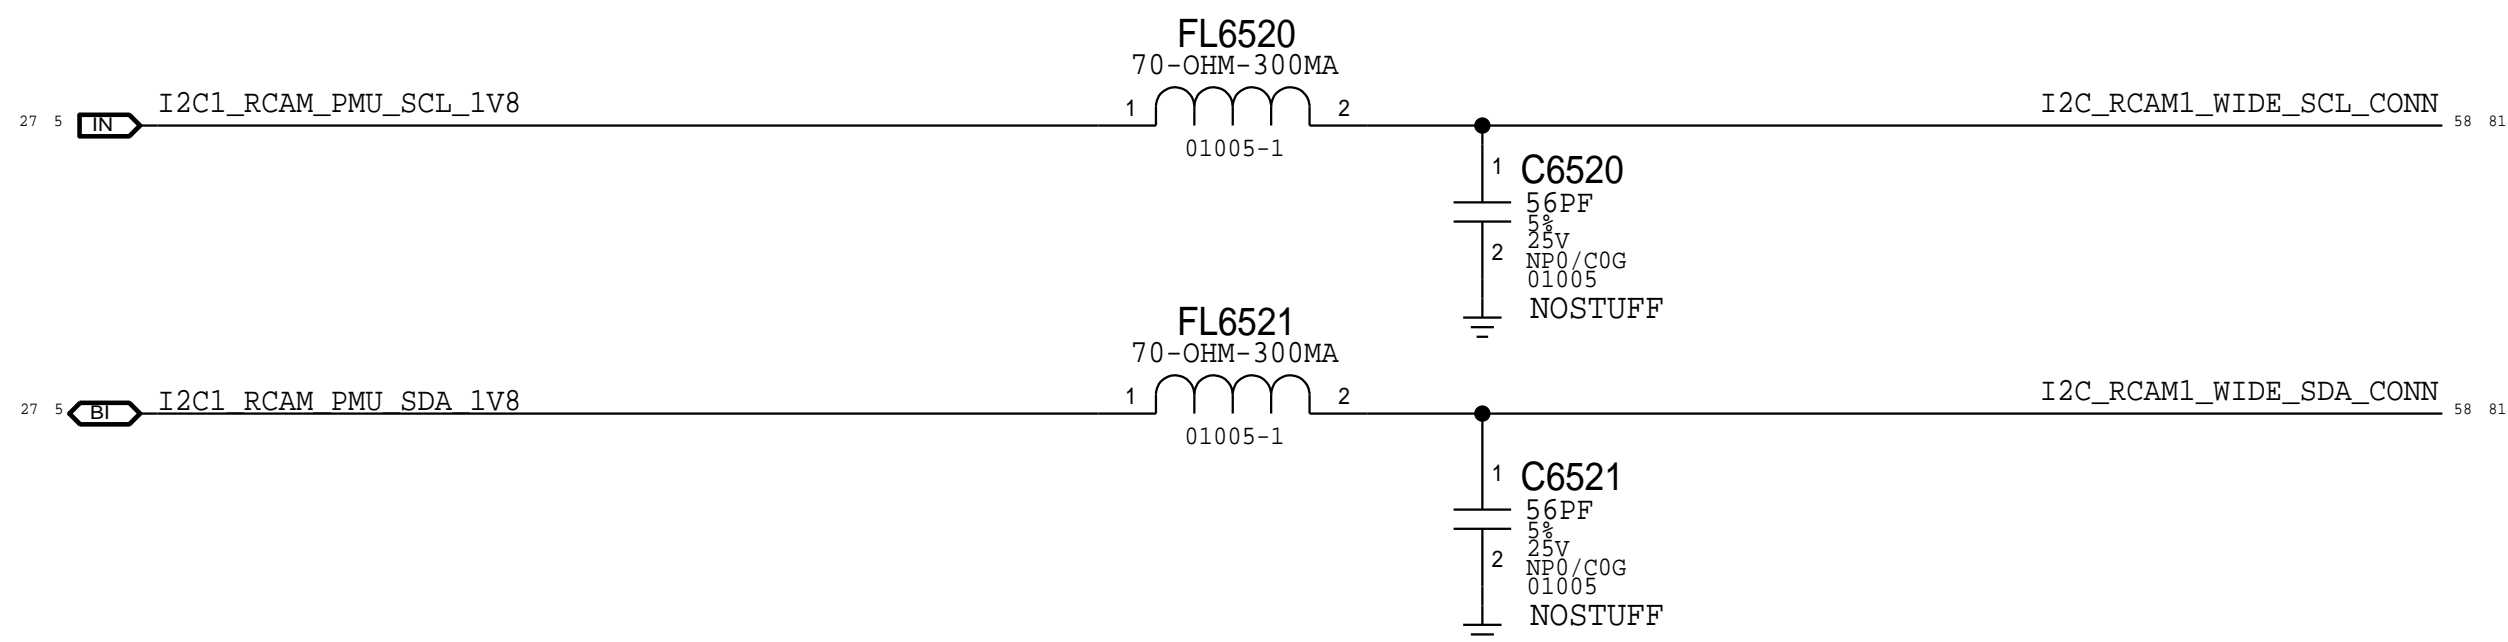 FL6520
70-OHM-300MA
27 5 IN I2C1_RCAM_PMU_SCL_1V8 1 2 I2C_RCAM1_WIDE_SCL_CONN 58 81
01005-1
1 C6520
56PF
5%
25V
2 NP0/C0G
01005
NOSTUFF
FL6521
70-OHM-300MA
27 5 BI I2C1_RCAM_PMU_SDA_1V8 1 2 I2C_RCAM1_WIDE_SDA_CONN 58 81
01005-1
1 C6521
56PF
5%
25V
2 NP0/C0G
01005
NOSTUFF